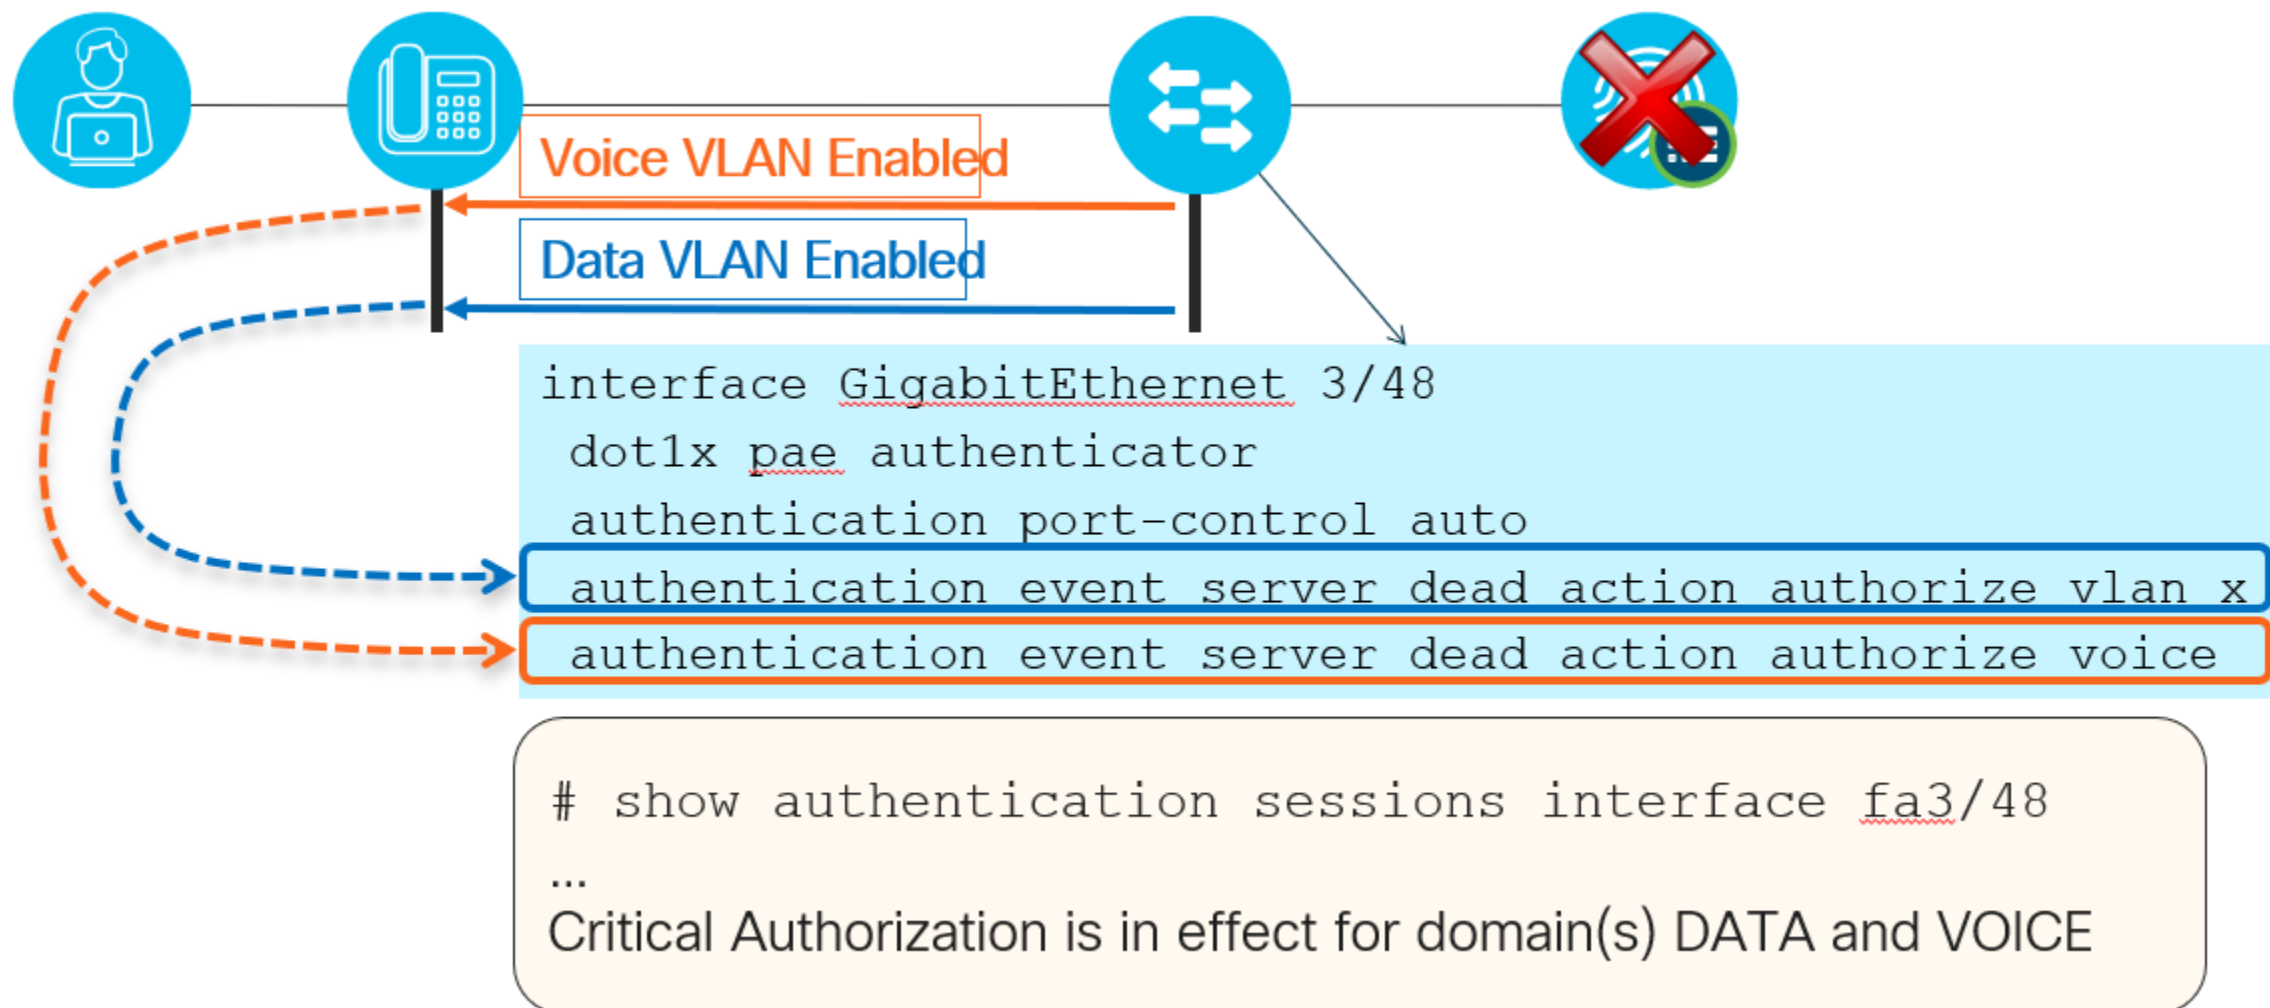 Voice VLAN Enabled
Data VLAN Enabled
interface GigabitEthernet 3/48
dot1x pae authenticator
authentication port-control auto
authentication event server dead action authorize vlan x
authentication event server dead action authorize voice
# show authentication sessions interface fa3/48
...
Critical Authorization is in effect for domain(s) DATA and VOICE